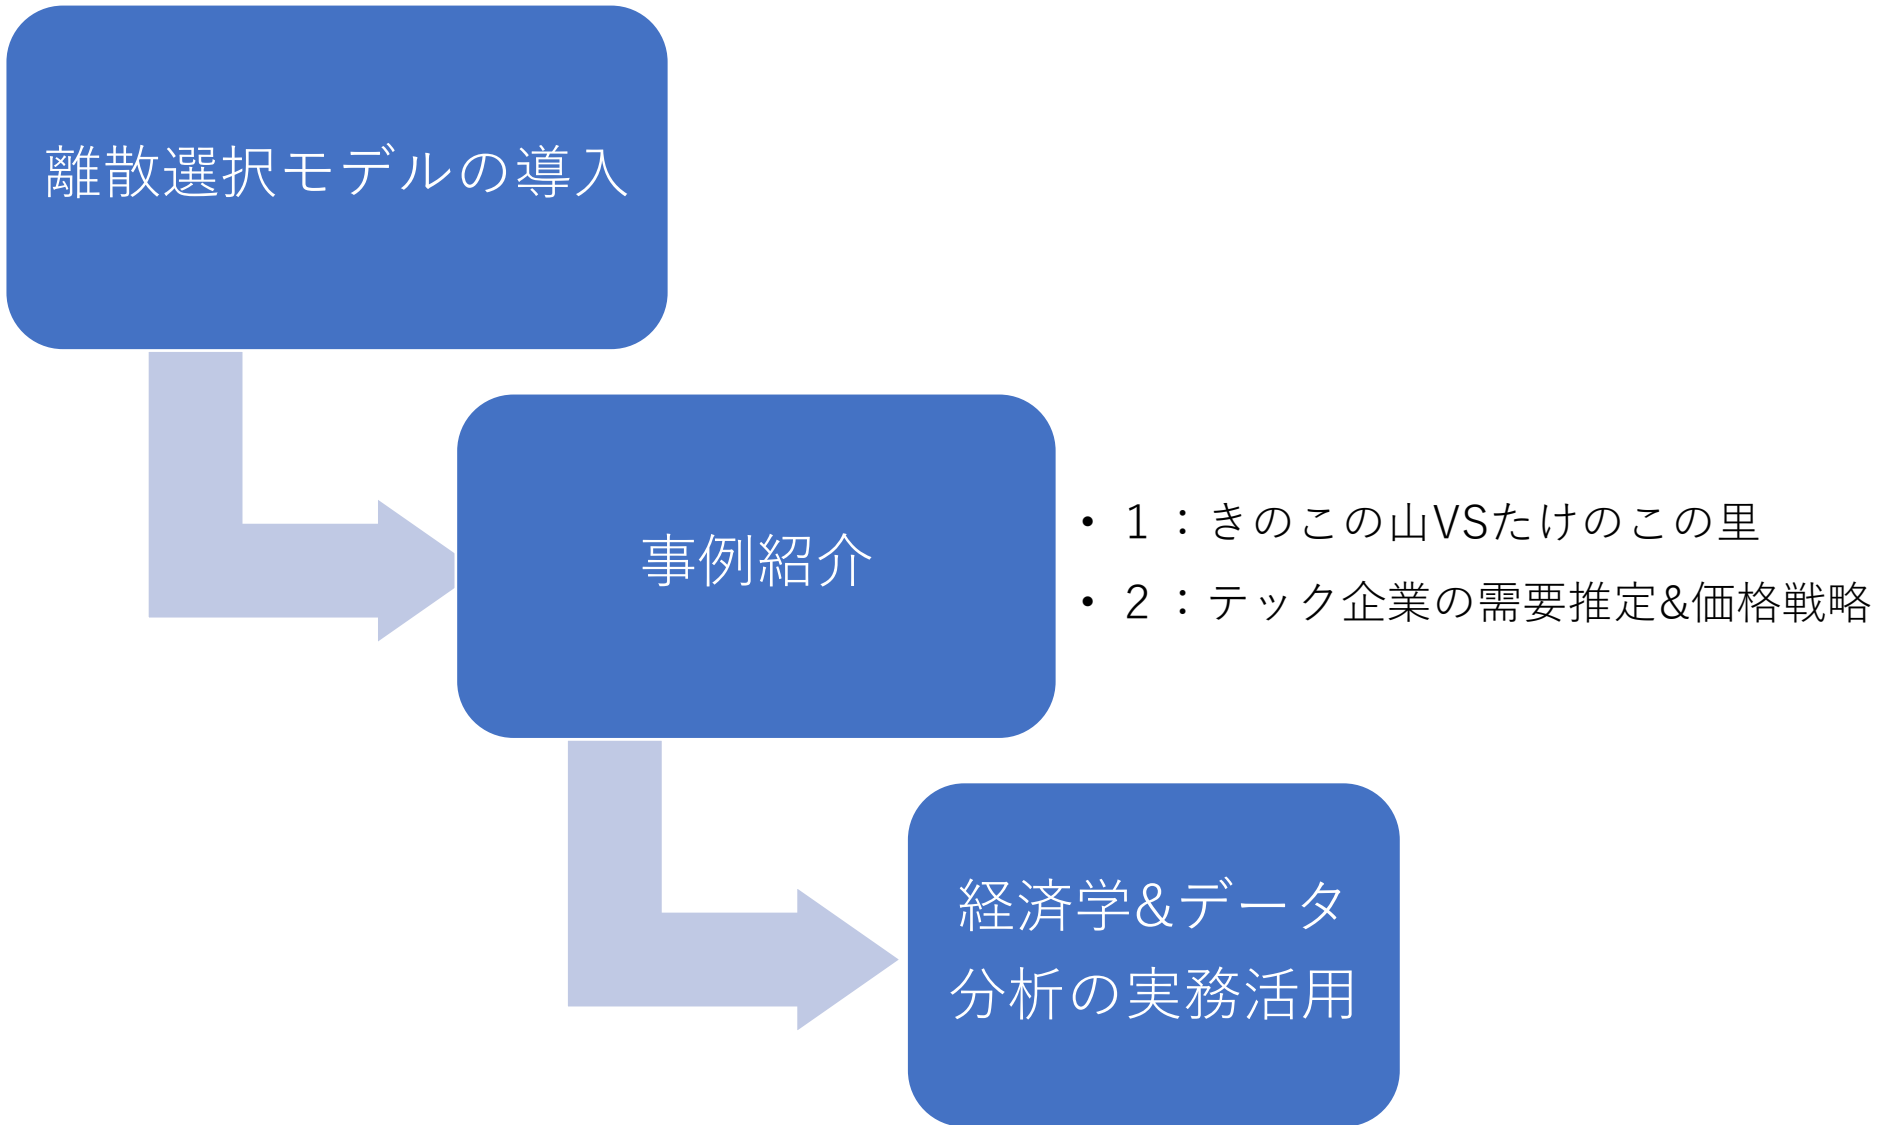 離散選択モデルの導入
事例紹介
• 1：きのこの山VSたけのこの里
• 2：テック企業の需要推定&価格戦略
経済学&データ
分析の実務活用